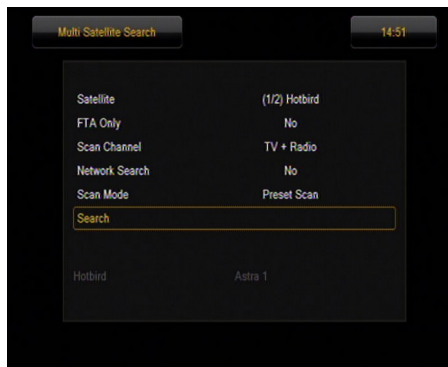 Multi Satellite Search 14:51
Satellite (1/2) Hotbird
FTA Only No
Scan Channel TV + Radio
Network Search No
Scan Mode Preset Scan
Search
Hotbird Astra 1